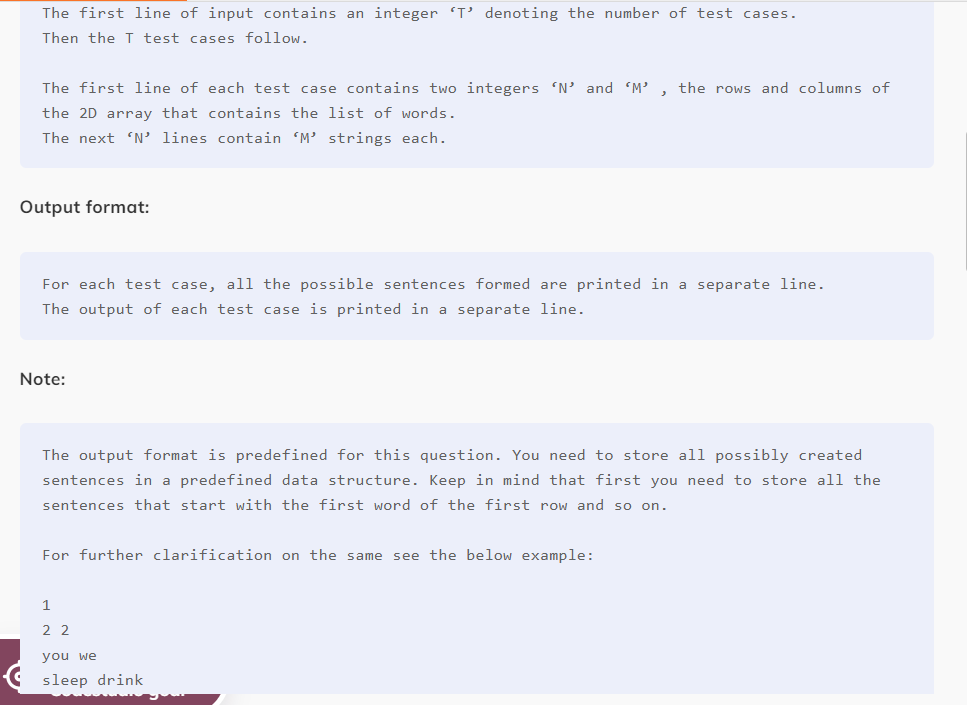 The first line of input contains an integer ‘T’ denoting the number of test cases.
Then the T test cases follow.
The first line of each test case contains two integers ‘N’ and ‘M’ , the rows and columns of
the 2D array that contains the list of words.
The next ‘N’ lines contain ‘M’ strings each.
Output format:
For each test case, all the possible sentences formed are printed in a separate line.
The output of each test case is printed in a separate line.
Note:
The output format is predefined for this question. You need to store all possibly created
sentences in a predefined data structure. Keep in mind that first you need to store all the
sentences that start with the first word of the first row and so on.
For further clarification on the same see the below example:
1
2 2
you we
sleep drink